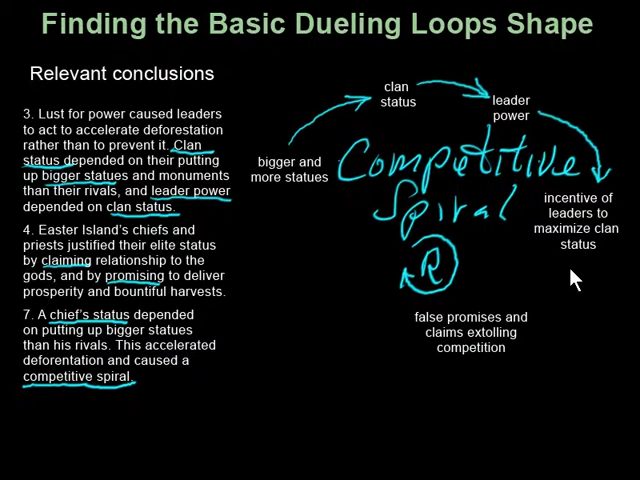 Finding the Basic Dueling Loops Shape
Relevant conclusions
3. Lust for power caused leaders
to act to accelerate deforestation
rather than to prevent it. Clan
status depended on their putting
up bigger statues and monuments
than their rivals, and leader power
depended on clan status.
4. Easter Island's chiefs and
priests justified their elite status
by claiming relationship to the
gods, and by promising to deliver
prosperity and bountiful harvests.
7. A chief's status depended
on putting up bigger statues
than his rivals. This accelerated
deforentation and caused a
competitive spiral.
clan
status
leader
power
bigger and
more statues
Competitive
Spiral
R
incentive of
leaders to
maximize clan
status
false promises and
claims extolling
competition